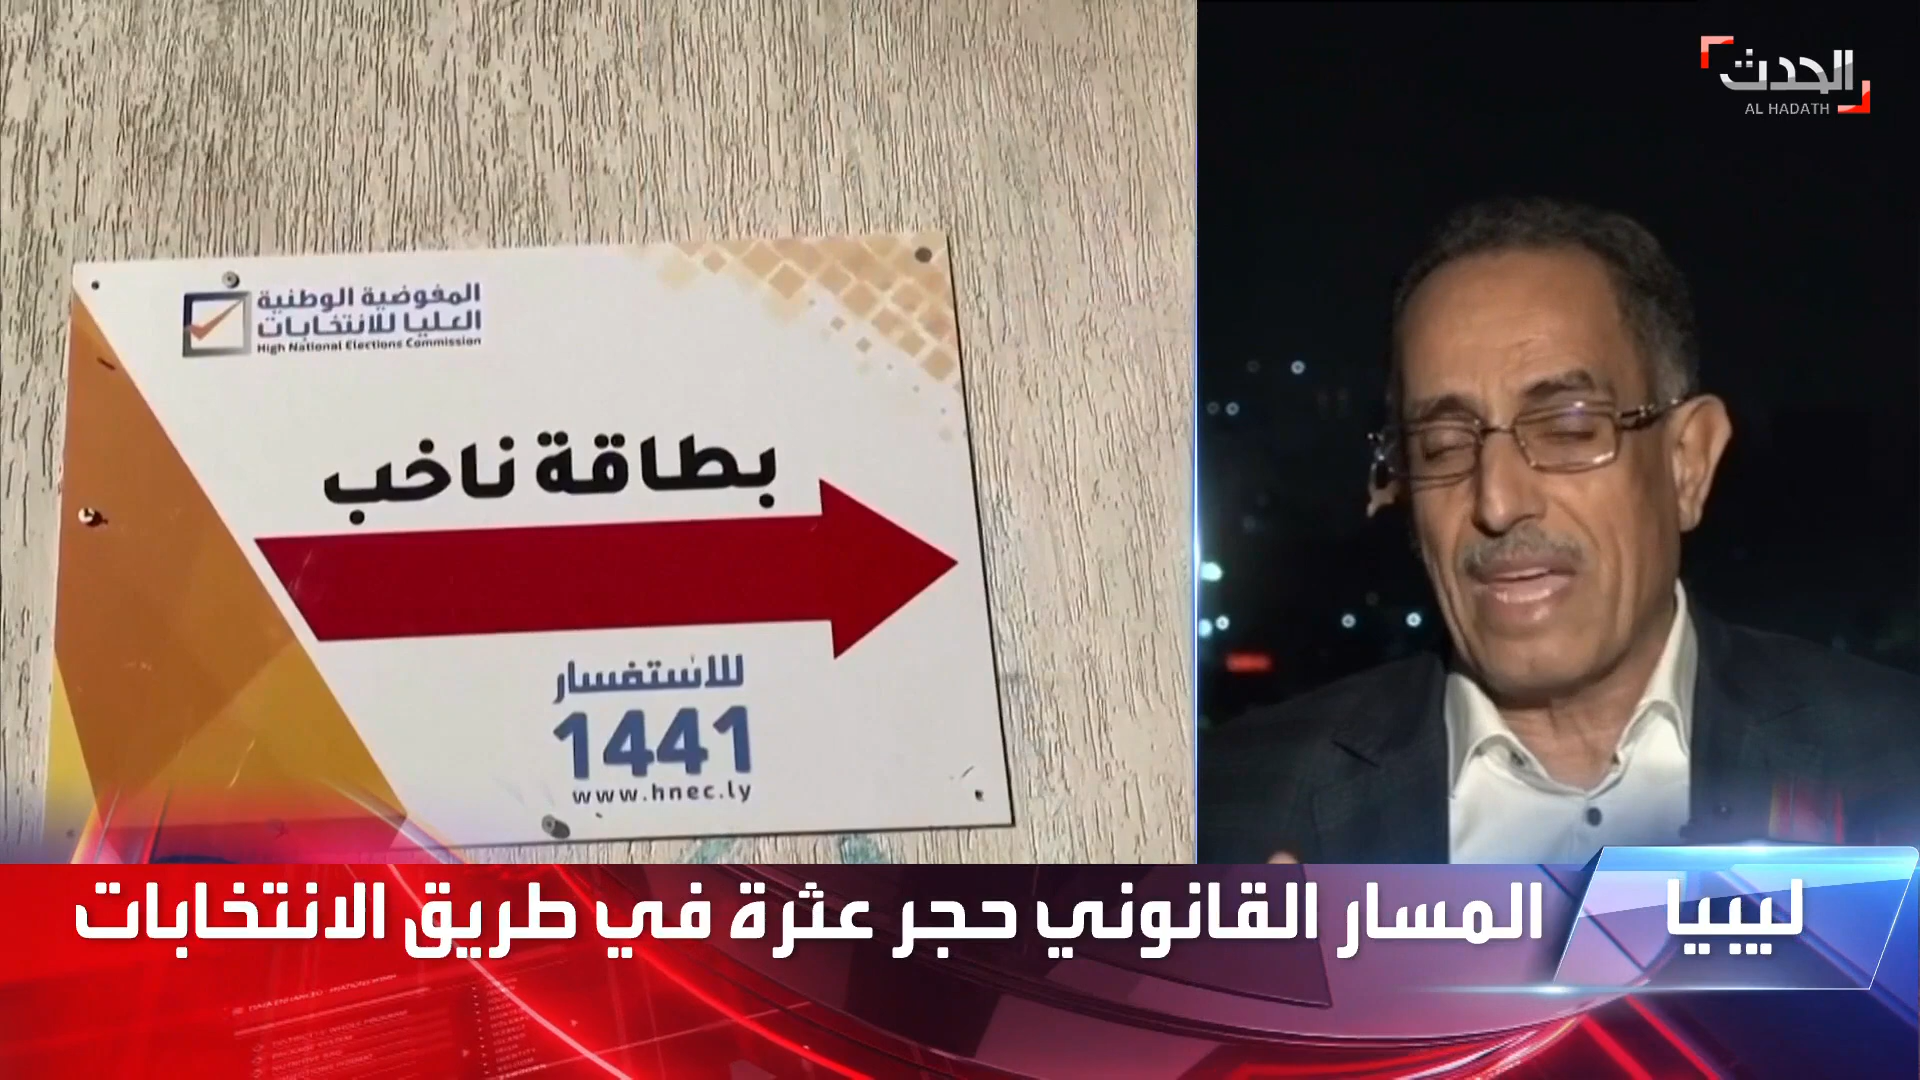 الحدث
AL HADATH
المفوضية الوطنية
العليا للانتخابات
High National Elections Commission
بطاقة ناخب
للاستفسار
1441
www.hnec.ly
ليبيا
المسار القانوني حجر عثرة في طريق الانتخابات